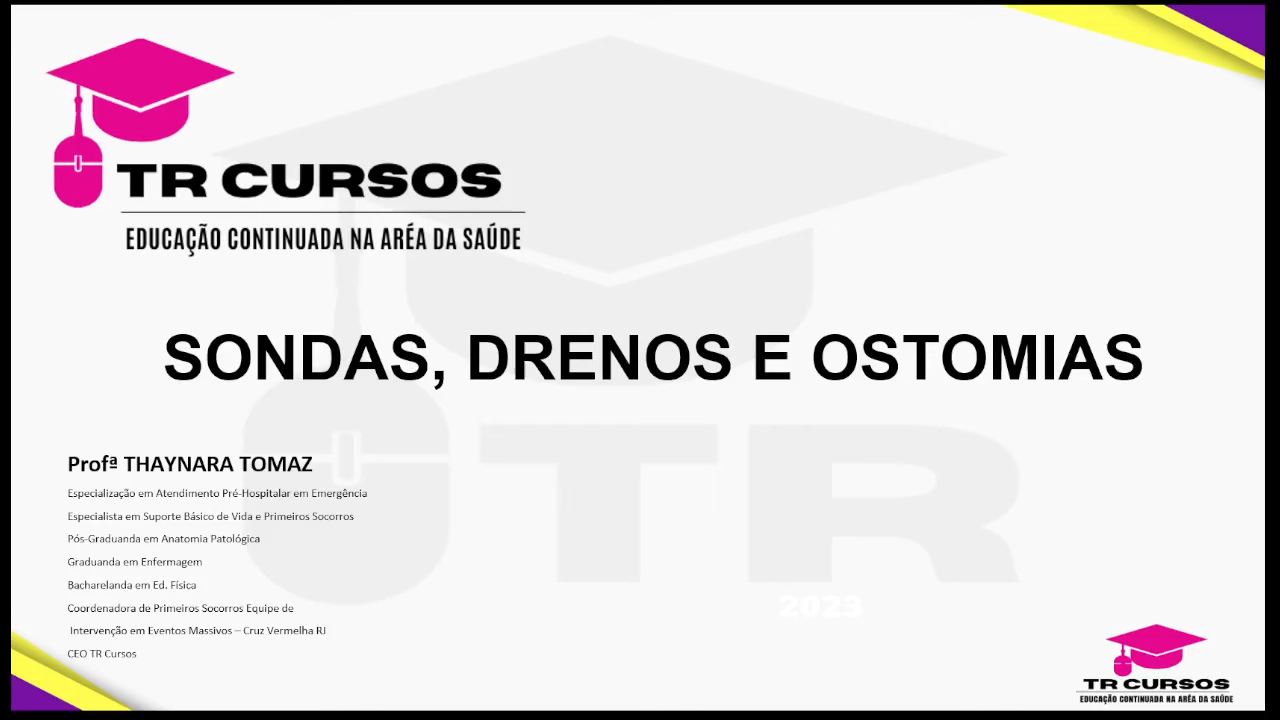 TR CURSOS
EDUCAÇÃO CONTINUADA NA ARÉA DA SAÚDE
SONDAS, DRENOS E OSTOMIAS
Profª THAYNARA TOMAZ
Especialização em Atendimento Pré-Hospitalar em Emergência
Especialista em Suporte Básico de Vida e Primeiros Socorros
Pós-Graduanda em Anatomia Patológica
Graduanda em Enfermagem
Bacharelanda em Ed. Física
Coordenadora de Primeiros Socorros Equipe de
Intervenção em Eventos Massivos – Cruz Vermelha RJ
CEO TR Cursos
TR
2023
TR CURSOS
EDUCAÇÃO CONTINUADA NA ARÉA DA SAÚDE